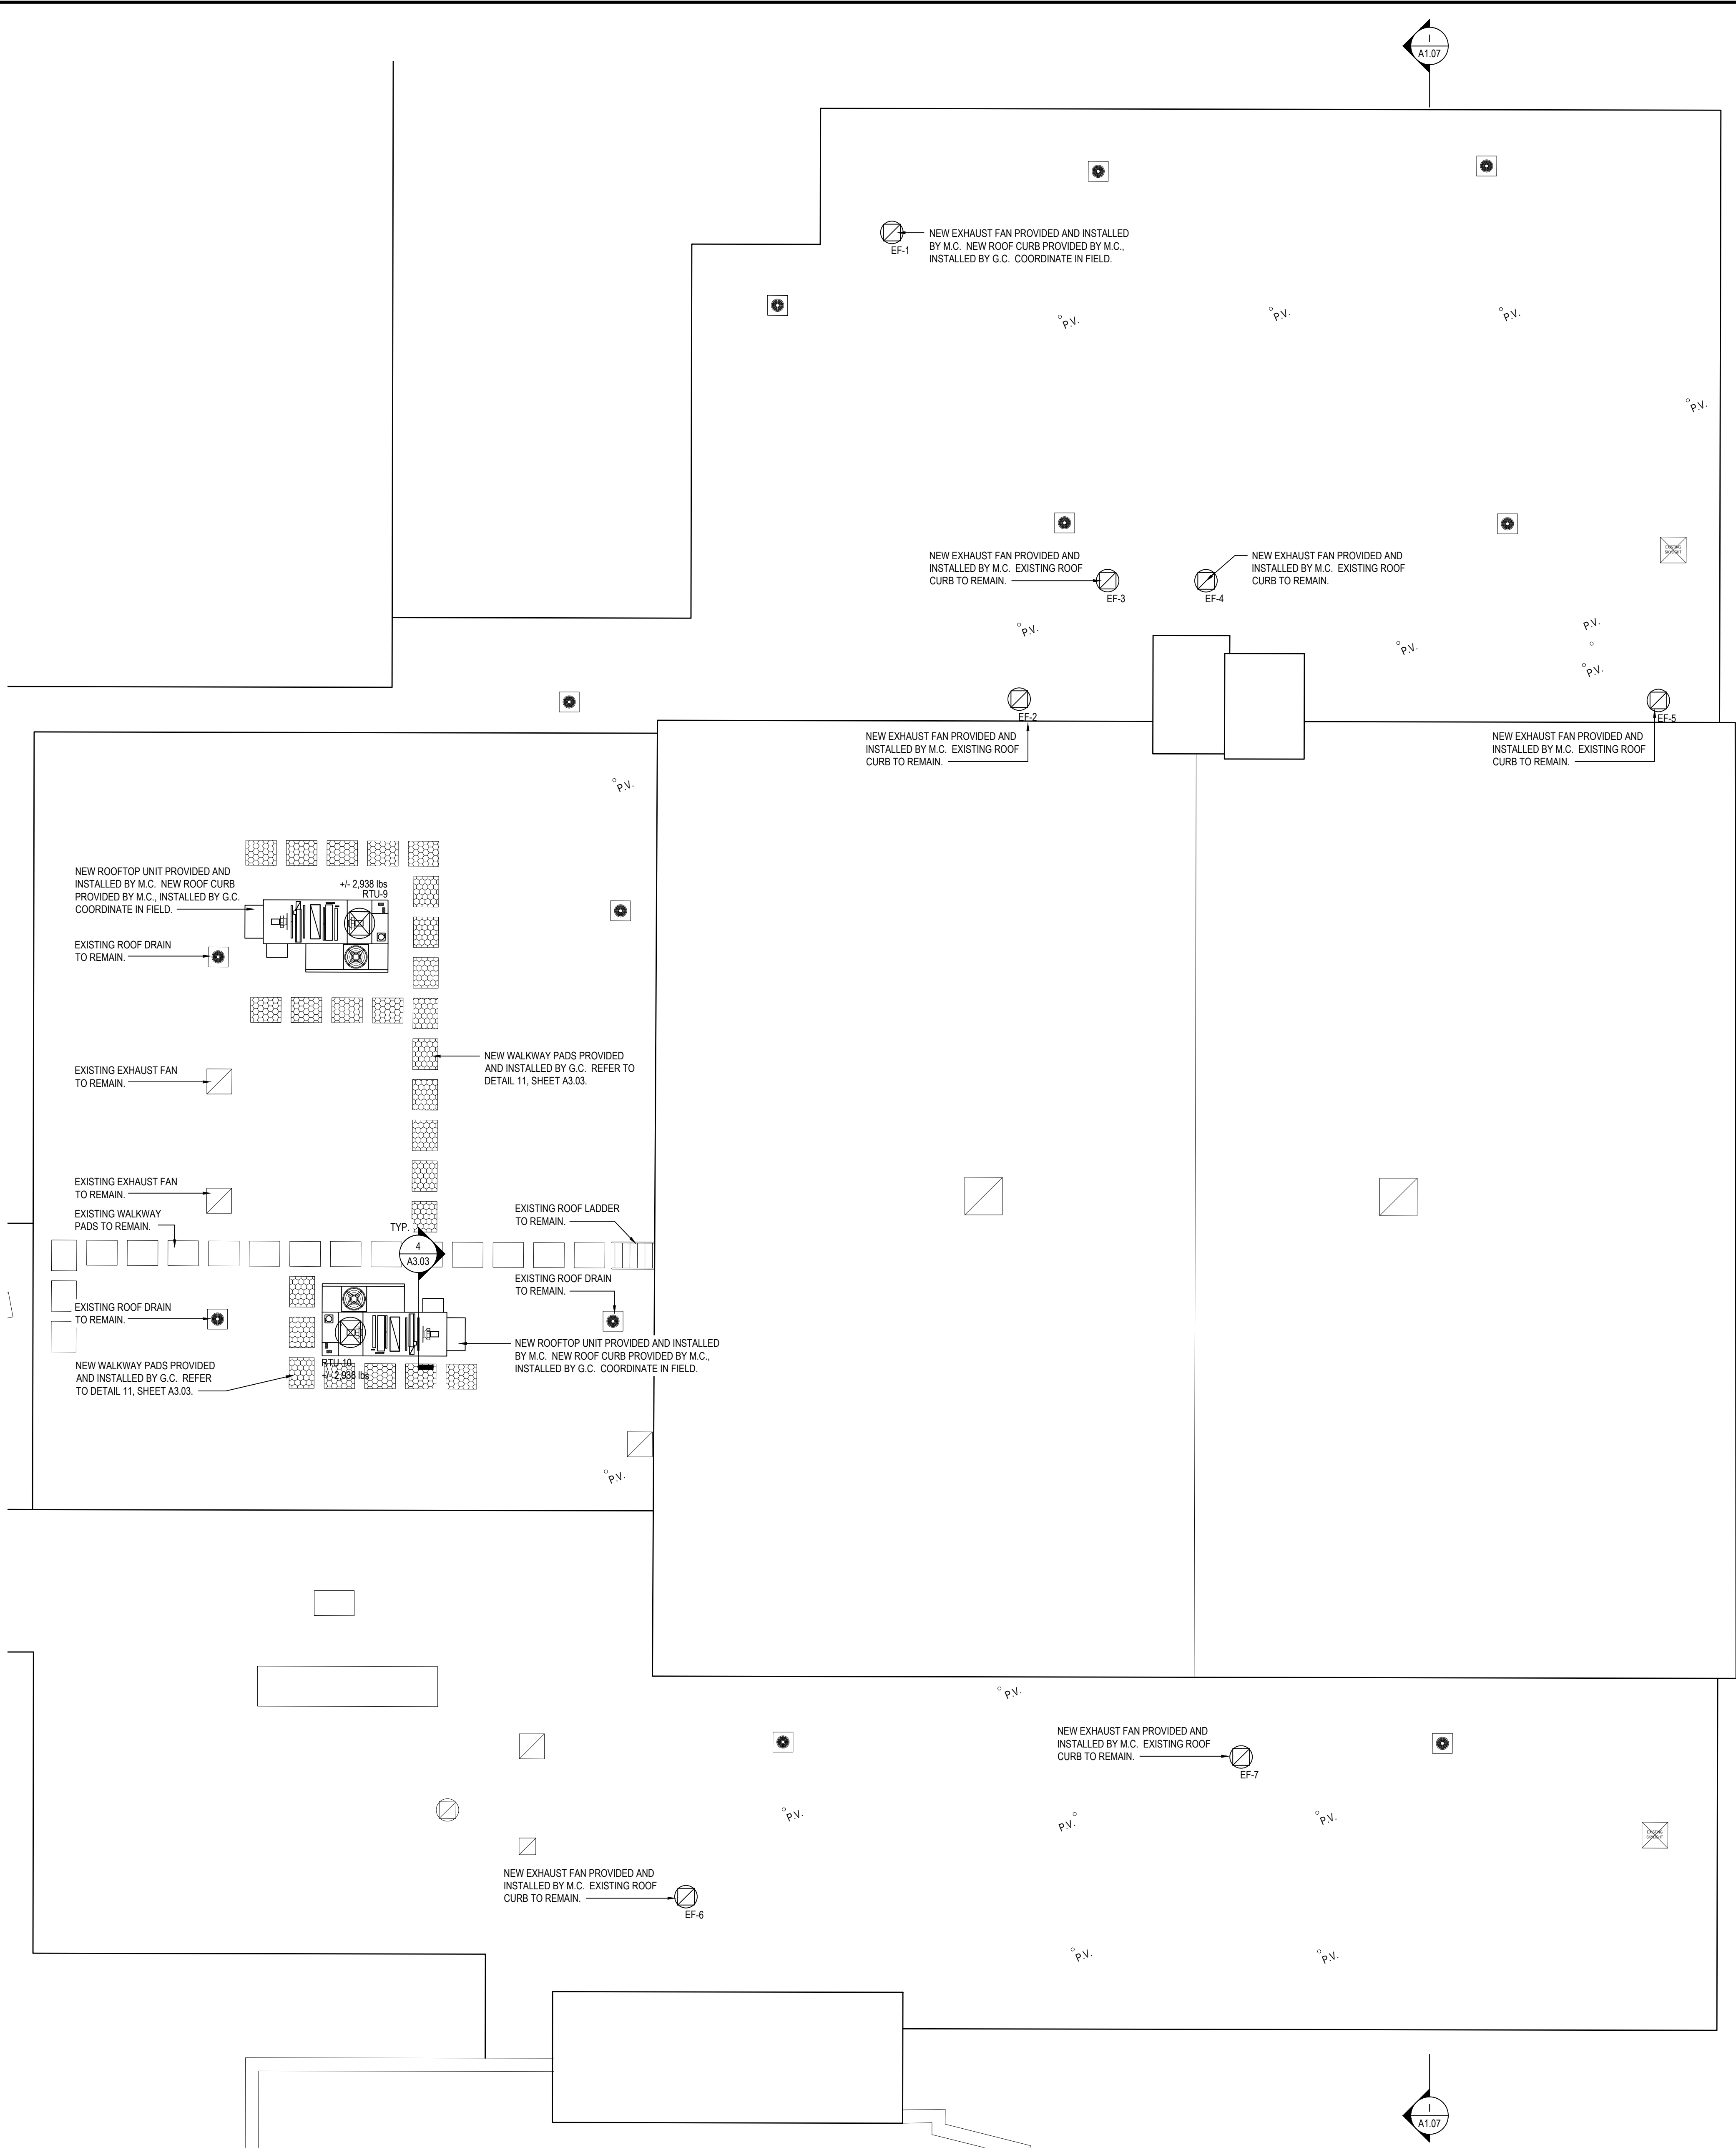 I
A1.07
NEW EXHAUST FAN PROVIDED AND INSTALLED
BY M.C. NEW ROOF CURB PROVIDED BY M.C.,
INSTALLED BY G.C. COORDINATE IN FIELD.
EF-1
P.V.
P.V.
P.V.
P.V.
NEW EXHAUST FAN PROVIDED AND
INSTALLED BY M.C. EXISTING ROOF
CURB TO REMAIN.
EF-3
NEW EXHAUST FAN PROVIDED AND
INSTALLED BY M.C. EXISTING ROOF
CURB TO REMAIN.
EF-4
EXISTING
SKYLIGHT
P.V.
P.V.
P.V.
P.V.
EF-2
NEW EXHAUST FAN PROVIDED AND
INSTALLED BY M.C. EXISTING ROOF
CURB TO REMAIN.
EF-5
NEW EXHAUST FAN PROVIDED AND
INSTALLED BY M.C. EXISTING ROOF
CURB TO REMAIN.
P.V.
NEW ROOFTOP UNIT PROVIDED AND
INSTALLED BY M.C. NEW ROOF CURB
PROVIDED BY M.C., INSTALLED BY G.C.
COORDINATE IN FIELD.
+/- 2,938 lbs
RTU-9
EXISTING ROOF DRAIN
TO REMAIN.
NEW WALKWAY PADS PROVIDED
AND INSTALLED BY G.C. REFER TO
DETAIL 11, SHEET A3.03.
EXISTING EXHAUST FAN
TO REMAIN.
EXISTING EXHAUST FAN
TO REMAIN.
EXISTING WALKWAY
PADS TO REMAIN.
TYP.
4
A3.03
EXISTING ROOF LADDER
TO REMAIN.
EXISTING ROOF DRAIN
TO REMAIN.
EXISTING ROOF DRAIN
TO REMAIN.
NEW ROOFTOP UNIT PROVIDED AND INSTALLED
BY M.C. NEW ROOF CURB PROVIDED BY M.C.,
INSTALLED BY G.C. COORDINATE IN FIELD.
RTU-10
+/- 2,938 lbs
NEW WALKWAY PADS PROVIDED
AND INSTALLED BY G.C. REFER
TO DETAIL 11, SHEET A3.03.
P.V.
P.V.
NEW EXHAUST FAN PROVIDED AND
INSTALLED BY M.C. EXISTING ROOF
CURB TO REMAIN.
EF-7
P.V.
P.V.
P.V.
EXISTING
SKYLIGHT
NEW EXHAUST FAN PROVIDED AND
INSTALLED BY M.C. EXISTING ROOF
CURB TO REMAIN.
EF-6
P.V.
P.V.
I
A1.07